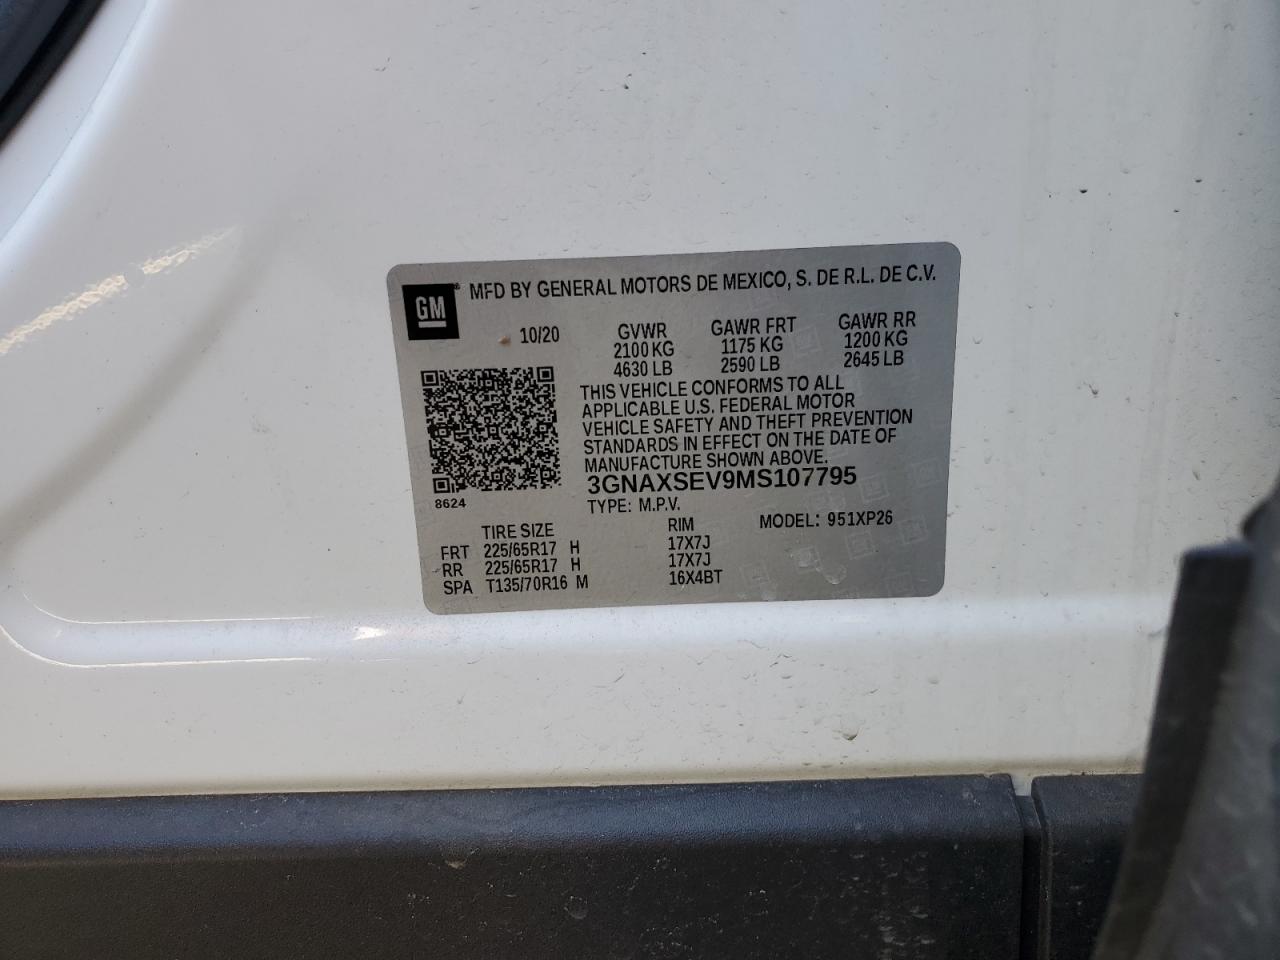 GM® MFD BY GENERAL MOTORS DE MEXICO, S. DE R.L. DE C.V.
10/20 GVWR GAWR FRT GAWR RR
2100 KG 1175 KG 1200 KG
4630 LB 2590 LB 2645 LB
THIS VEHICLE CONFORMS TO ALL
APPLICABLE U.S. FEDERAL MOTOR
VEHICLE SAFETY AND THEFT PREVENTION
STANDARDS IN EFFECT ON THE DATE OF
MANUFACTURE SHOWN ABOVE.
3GNAXSEV9MS107795
8624 TYPE: M.P.V.
TIRE SIZE RIM MODEL: 951XP26
FRT 225/65R17 H 17X7J
RR 225/65R17 H 17X7J
SPA T135/70R16 M 16X4BT